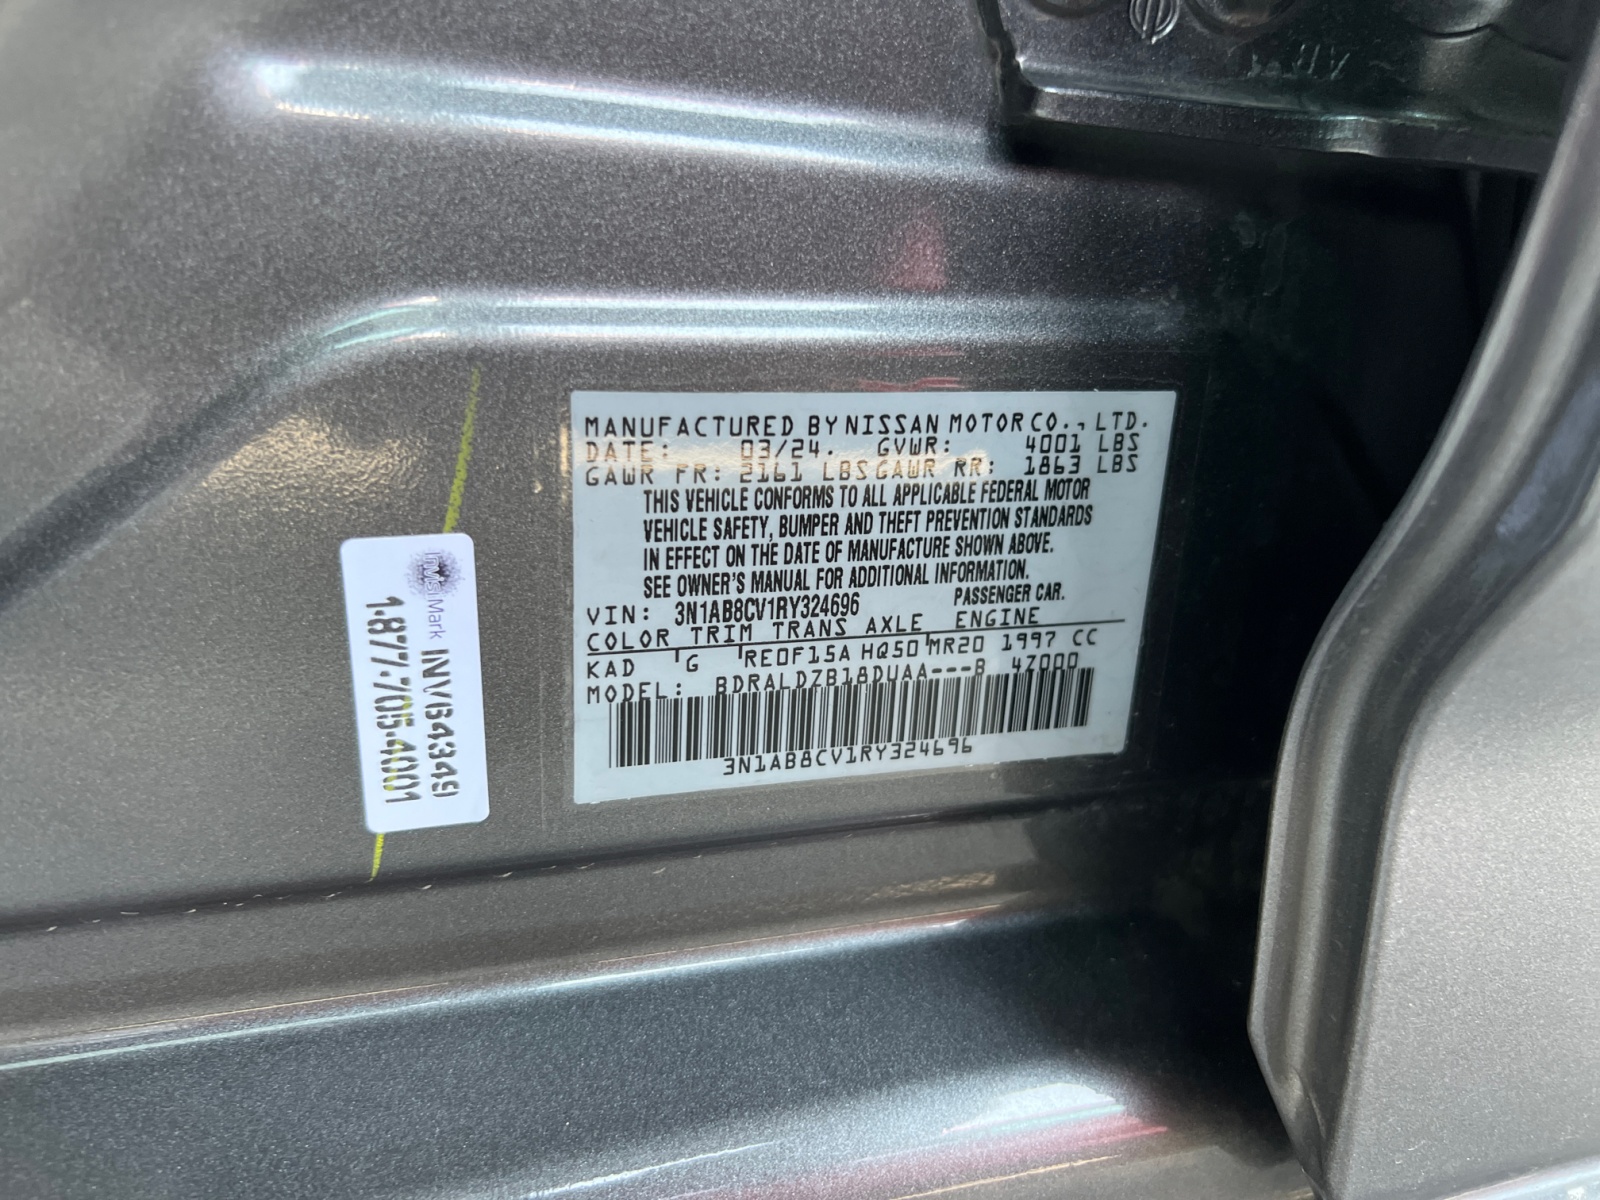 MANUFACTURED BY NISSAN MOTOR CO., LTD.
DATE: 03/24. GVWR: 4001 LBS
GAWR FR: 2161 LBS GAWR RR: 1863 LBS
THIS VEHICLE CONFORMS TO ALL APPLICABLE FEDERAL MOTOR
VEHICLE SAFETY, BUMPER AND THEFT PREVENTION STANDARDS
IN EFFECT ON THE DATE OF MANUFACTURE SHOWN ABOVE.
SEE OWNER'S MANUAL FOR ADDITIONAL INFORMATION.
VIN: 3N1AB8CV1RY324696 PASSENGER CAR.
COLOR TRIM TRANS AXLE ENGINE
KAD G RE0F15A HQ50 MR20 1997 CC
MODEL: BDRALDZB18DUAA---B 4Z000
3N1AB8CV1RY324696
InvisiMark INV64349
1-877-705-4001